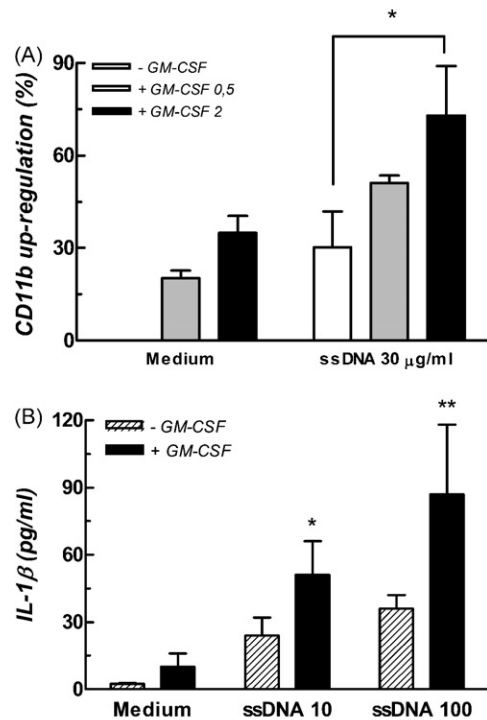 (A)
*
CD11b up-regulation (%)
90
60
30
0
- GM-CSF
+ GM-CSF 0,5
+ GM-CSF 2
Medium
ssDNA 30 μg/ml
(B)
IL-1β (pg/ml)
120
90
60
30
0
- GM-CSF
+ GM-CSF
*
**
Medium
ssDNA 10
ssDNA 100